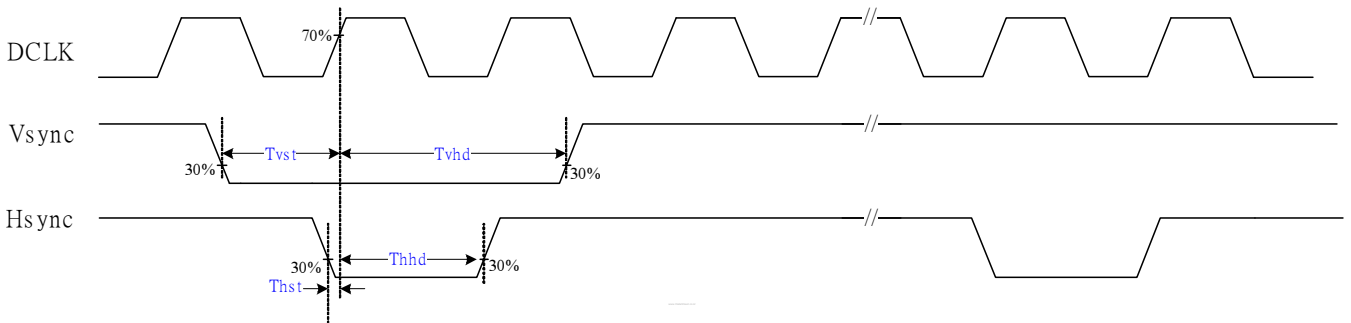 70%
DCLK
//
Vsync
//
Tvst
Tvhd
30%
30%
Hsync
//
Thhd
30%
30%
Thst